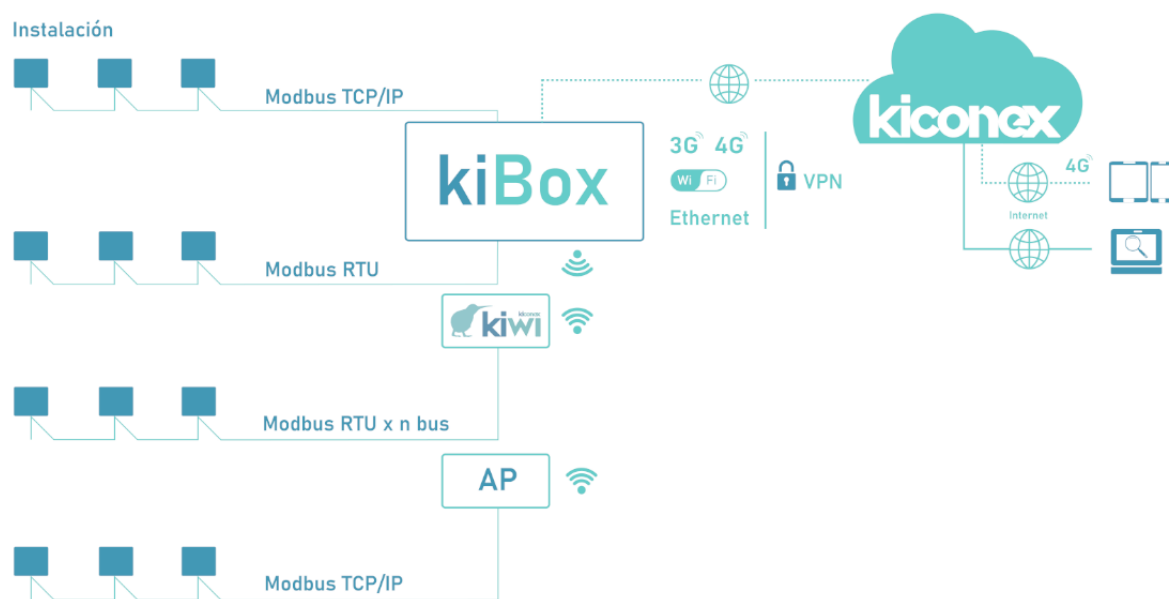 Instalación
Modbus TCP/IP
kiBox
3G 4G
Wi Fi
Ethernet
VPN
kiconex
4G
Internet
Modbus RTU
kiconex
kiwi
Modbus RTU x n bus
AP
Modbus TCP/IP